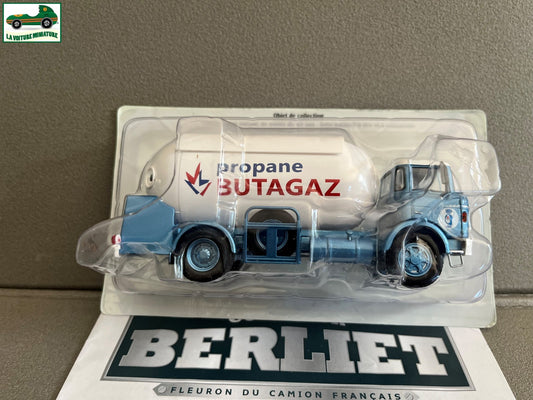 LA VOITURE MINIATURE
Objet de collection
propane
BUTAGAZ
BERLIET
FLEURON DU CAMION FRANÇAIS